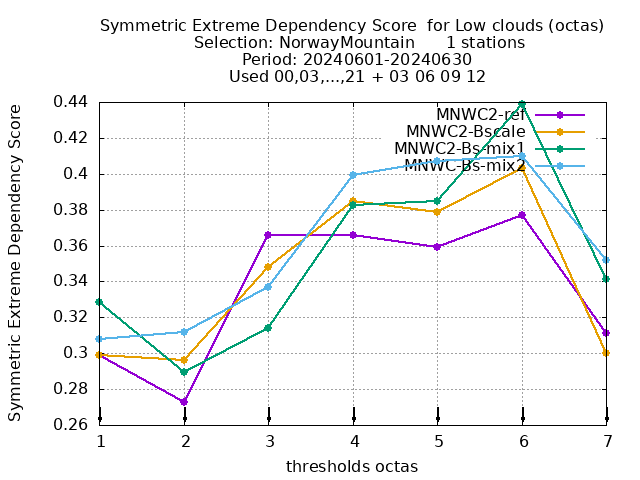 Symmetric Extreme Dependency Score  for Low clouds (octas)
Selection: NorwayMountain      1 stations
Period: 20240601-20240630
Used 00,03,...,21 + 03 06 09 12
Symmetric Extreme Dependency Score
0.44
0.42
0.4
0.38
0.36
0.34
0.32
0.3
0.28
0.26
MNWC2-ref
MNWC2-Bscale
MNWC2-Bs-mix1
MNWC-Bs-mix2
1 2 3 4 5 6 7
thresholds octas